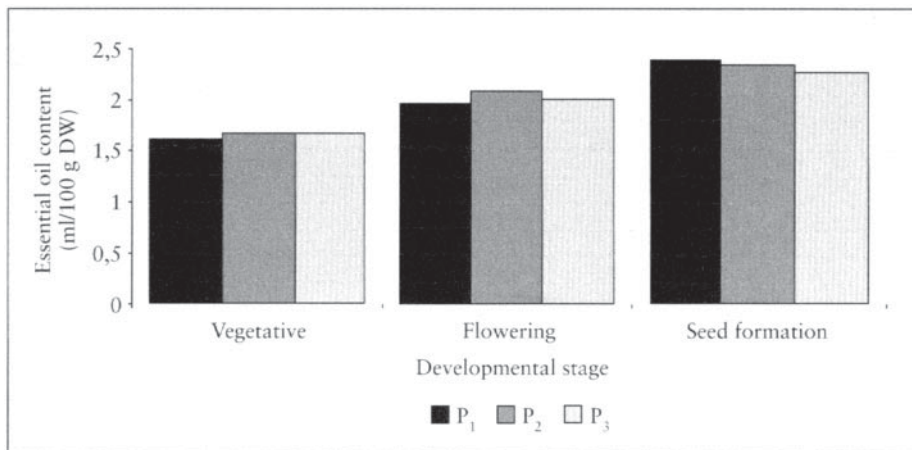 Essential oil content
(ml/100 g DW)
2,5
2
1,5
1
0,5
0
Vegetative Flowering Seed formation
Developmental stage
P₁ P₂ P₃